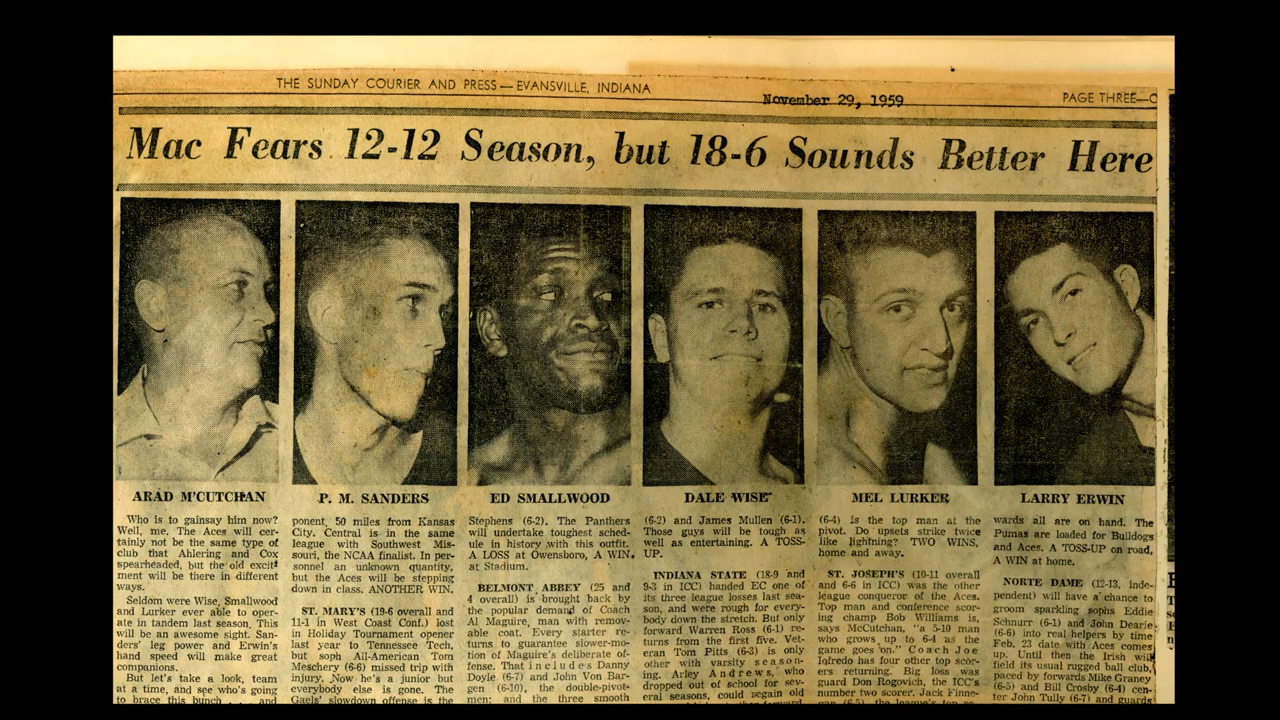 THE SUNDAY COURIER AND PRESS — EVANSVILLE, INDIANA
November 29, 1959
PAGE THREE—C
Mac Fears 12-12 Season, but 18-6 Sounds Better Here
ARAD M'CUTCHAN
P. M. SANDERS
ED SMALLWOOD
DALE WISE
MEL LURKER
LARRY ERWIN
Who is to gainsay him now?
Well, me. The Aces will cer-
tainly not be the same type of
club that Ahlering and Cox
spearheaded, but the old excit
ment will be there in different
ways.
Seldom were Wise, Smallwood
and Lurker ever able to oper-
ate in tandem last season. This
will be an awesome sight. San-
ders' leg power and Erwin's
hand speed will make great
companions.
But let's take a look, team
at a time, and see who's going
to brace this bunch and
ponent, 50 miles from Kansas
City. Central is in the same
league with Southwest Mis-
souri, the NCAA finalist. In per-
sonnel an unknown quantity,
but the Aces will be stepping
down in class. ANOTHER WIN.
ST. MARY'S (19-6 overall and
11-1 in West Coast Conf.) lost
in Holiday Tournament opener
last year to Tennessee Tech,
but soph All-American Tom
Meschery (6-6) missed trip with
injury. Now he's a junior but
everybody else is gone. The
Gaels' slowdown offense is the
Stephens (6-2). The Panthers
will undertake toughest sched-
ule in history with this outfit.
A LOSS at Owensboro, A WIN
at Stadium.
BELMONT ABBEY (25 and
4 overall) is brought back by
the popular demand of Coach
Al Maguire, man with remov-
able coat. Every starter re-
turns to guarantee slower-mo-
tion of Maguire's deliberate of-
fense. That includes Danny
Doyle (6-7) and John Von Bar-
gen (6-10), the double-pivot-
men; and the three smooth
(6-2) and James Mullen (6-1).
Those guys will be tough as
well as entertaining. A TOSS-
UP.
INDIANA STATE (18-9 and
9-3 in ICC) handed EC one of
its three league losses last sea-
son, and were rough for every-
body down the stretch. But only
forward Warren Ross (6-1) re-
turns from the first five. Vet-
eran Tom Pitts (6-3) is only
other with varsity season-
ing. Arley Andrews, who
dropped out of school for sev-
eral seasons, could regain old
(6-4) is the top man at the
pivot. Do upsets strike twice
like lightning? TWO WINS,
home and away.
ST. JOSEPH'S (10-11 overall
and 6-6 in ICC) was the other
league conqueror of the Aces.
Top man and conference scor-
ing champ Bob Williams is,
says McCutchan, "a 5-10 man
who grows up to 6-4 as the
game goes on." Coach Joe
Iqfredo has four other top scor-
ers returning. Big loss was
guard Don Rogovich, the ICC's
number two scorer. Jack Finne-
gan (6-5), the league's top re-
wards all are on hand. The
Pumas are loaded for Bulldogs
and Aces. A TOSS-UP on road,
A WIN at home.
NORTE DAME (12-13, inde-
pendent) will have a chance to
groom sparkling sophs Eddie
Schnurr (6-1) and John Dearie
(6-6) into real helpers by time
Feb. 23 date with Aces comes
up. Until then the Irish will
field its usual rugged ball club,
paced by forwards Mike Graney
(6-5) and Bill Crosby (6-4) cen-
ter John Tully (6-7) and guards